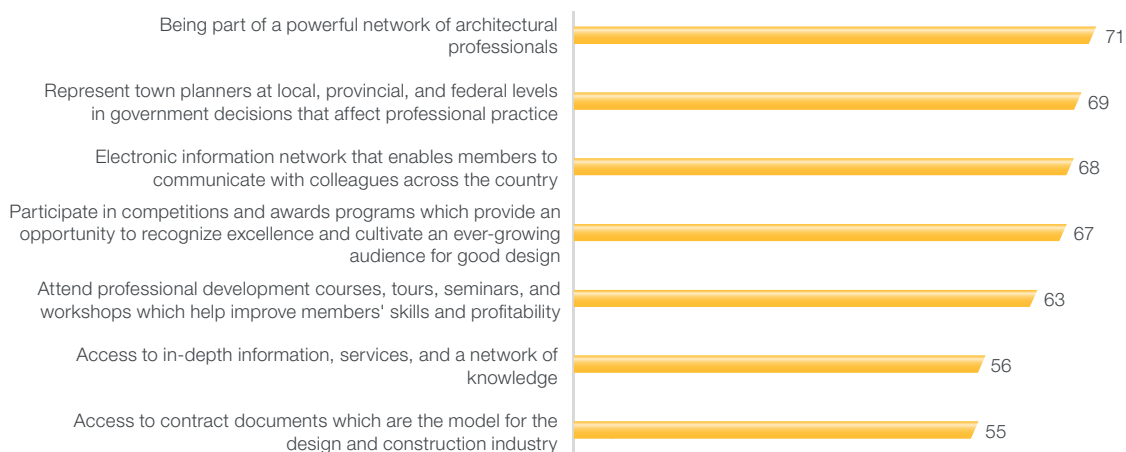 Being part of a powerful network of architectural
professionals
71
Represent town planners at local, provincial, and federal levels
in government decisions that affect professional practice
69
Electronic information network that enables members to
communicate with colleagues across the country
68
Participate in competitions and awards programs which provide an
opportunity to recognize excellence and cultivate an ever-growing
audience for good design
67
Attend professional development courses, tours, seminars, and
workshops which help improve members' skills and profitability
63
Access to in-depth information, services, and a network of
knowledge
56
Access to contract documents which are the model for the
design and construction industry
55